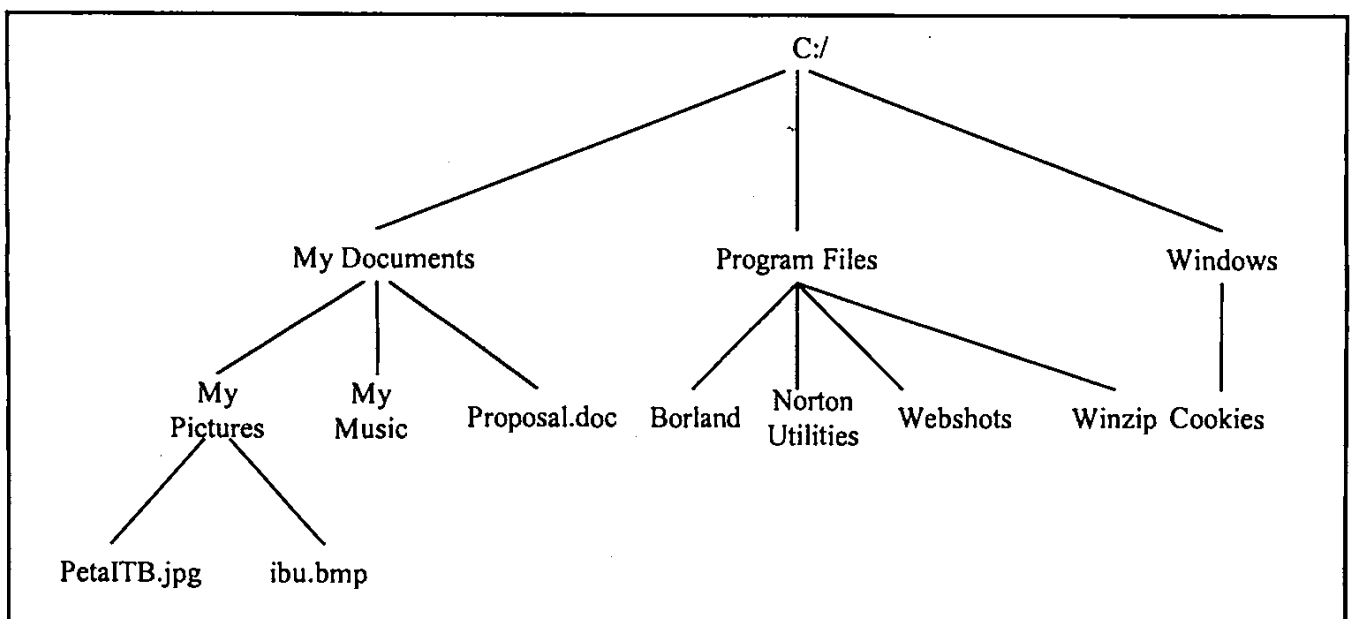 C:/
My Documents
Program Files
Windows
My
Pictures
My
Music
Proposal.doc
Borland
Norton
Utilities
Webshots
Winzip
Cookies
PetaITB.jpg
ibu.bmp